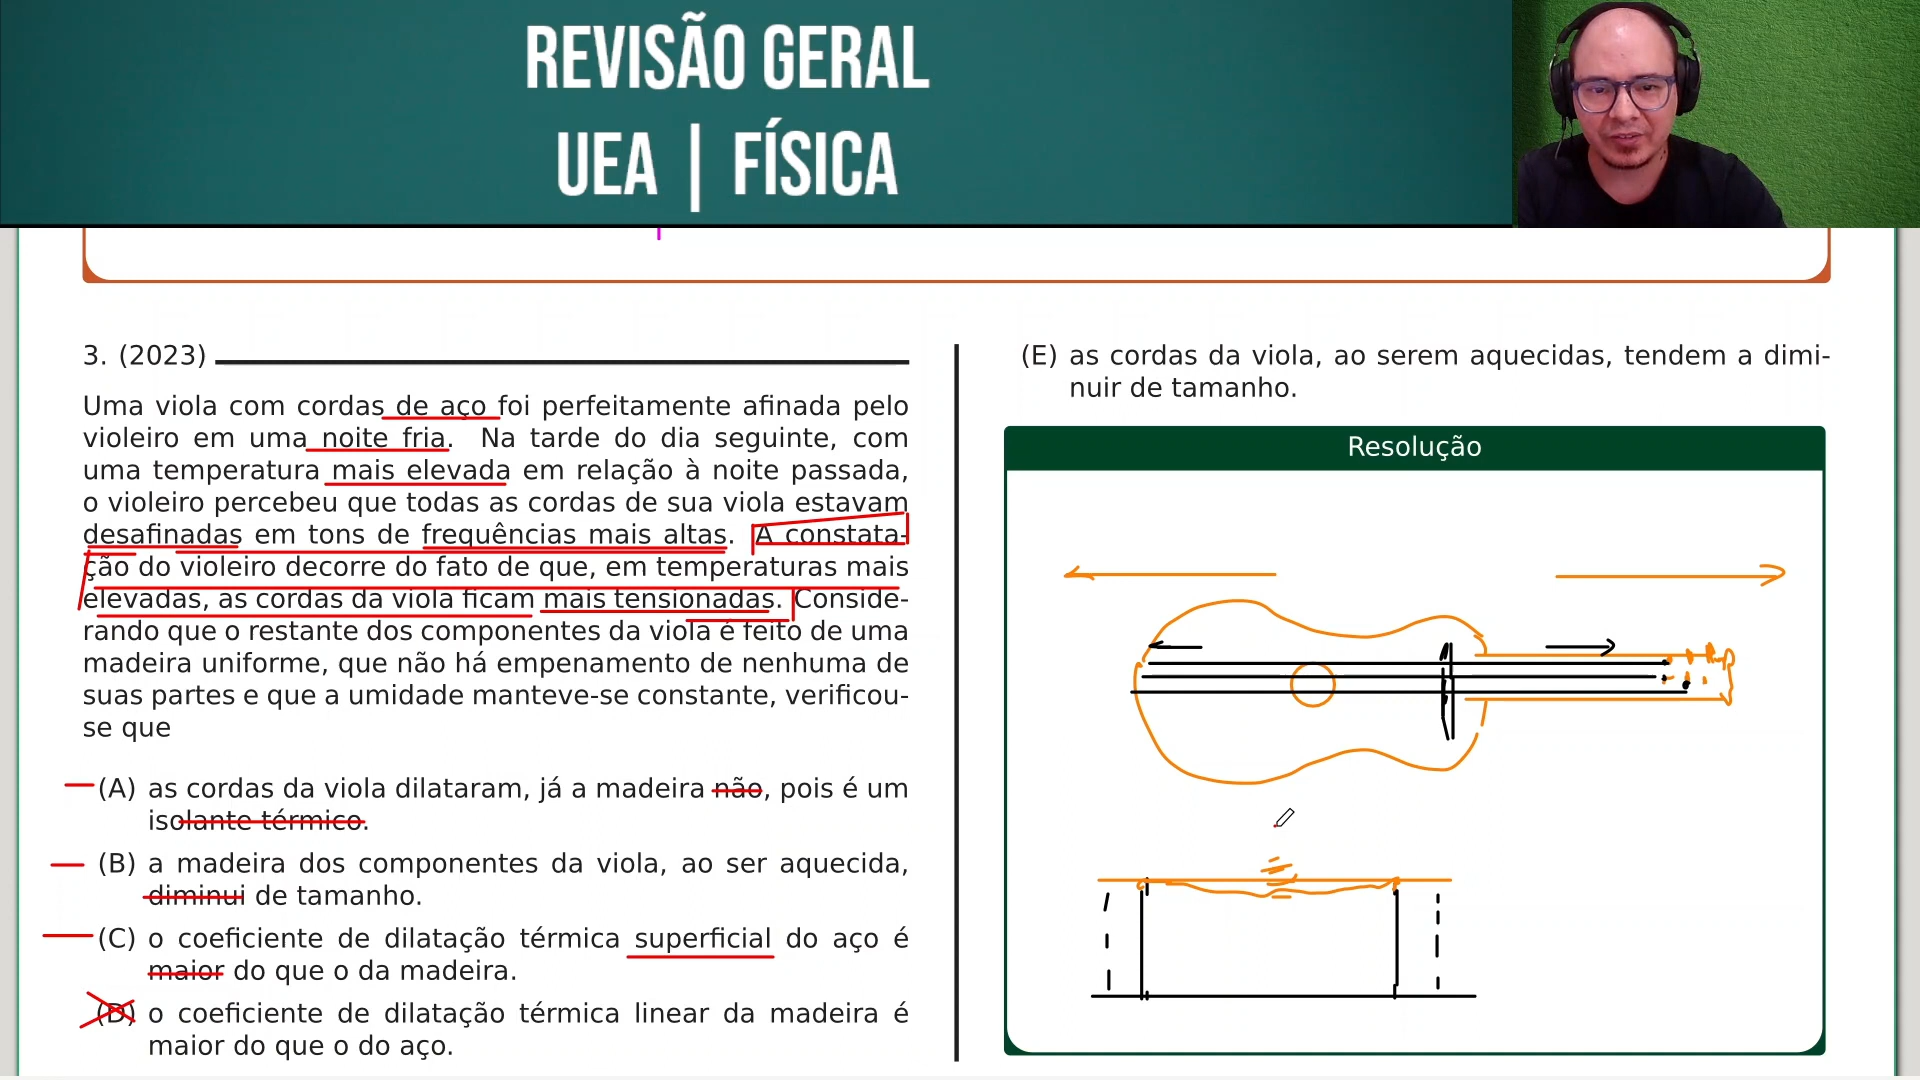 REVISÃO GERAL
UEA | FÍSICA
3. (2023)
Uma viola com cordas de aço foi perfeitamente afinada pelo
violeiro em uma noite fria. Na tarde do dia seguinte, com
uma temperatura mais elevada em relação à noite passada,
o violeiro percebeu que todas as cordas de sua viola estavam
desafinadas em tons de frequências mais altas. A constata-
ção do violeiro decorre do fato de que, em temperaturas mais
elevadas, as cordas da viola ficam mais tensionadas. Conside-
rando que o restante dos componentes da viola é feito de uma
madeira uniforme, que não há empenamento de nenhuma de
suas partes e que a umidade manteve-se constante, verificou-
se que
(A) as cordas da viola dilataram, já a madeira não, pois é um
isolante térmico.
(B) a madeira dos componentes da viola, ao ser aquecida,
diminui de tamanho.
(C) o coeficiente de dilatação térmica superficial do aço é
maior do que o da madeira.
(D) o coeficiente de dilatação térmica linear da madeira é
maior do que o do aço.
(E) as cordas da viola, ao serem aquecidas, tendem a dimi-
nuir de tamanho.
Resolução